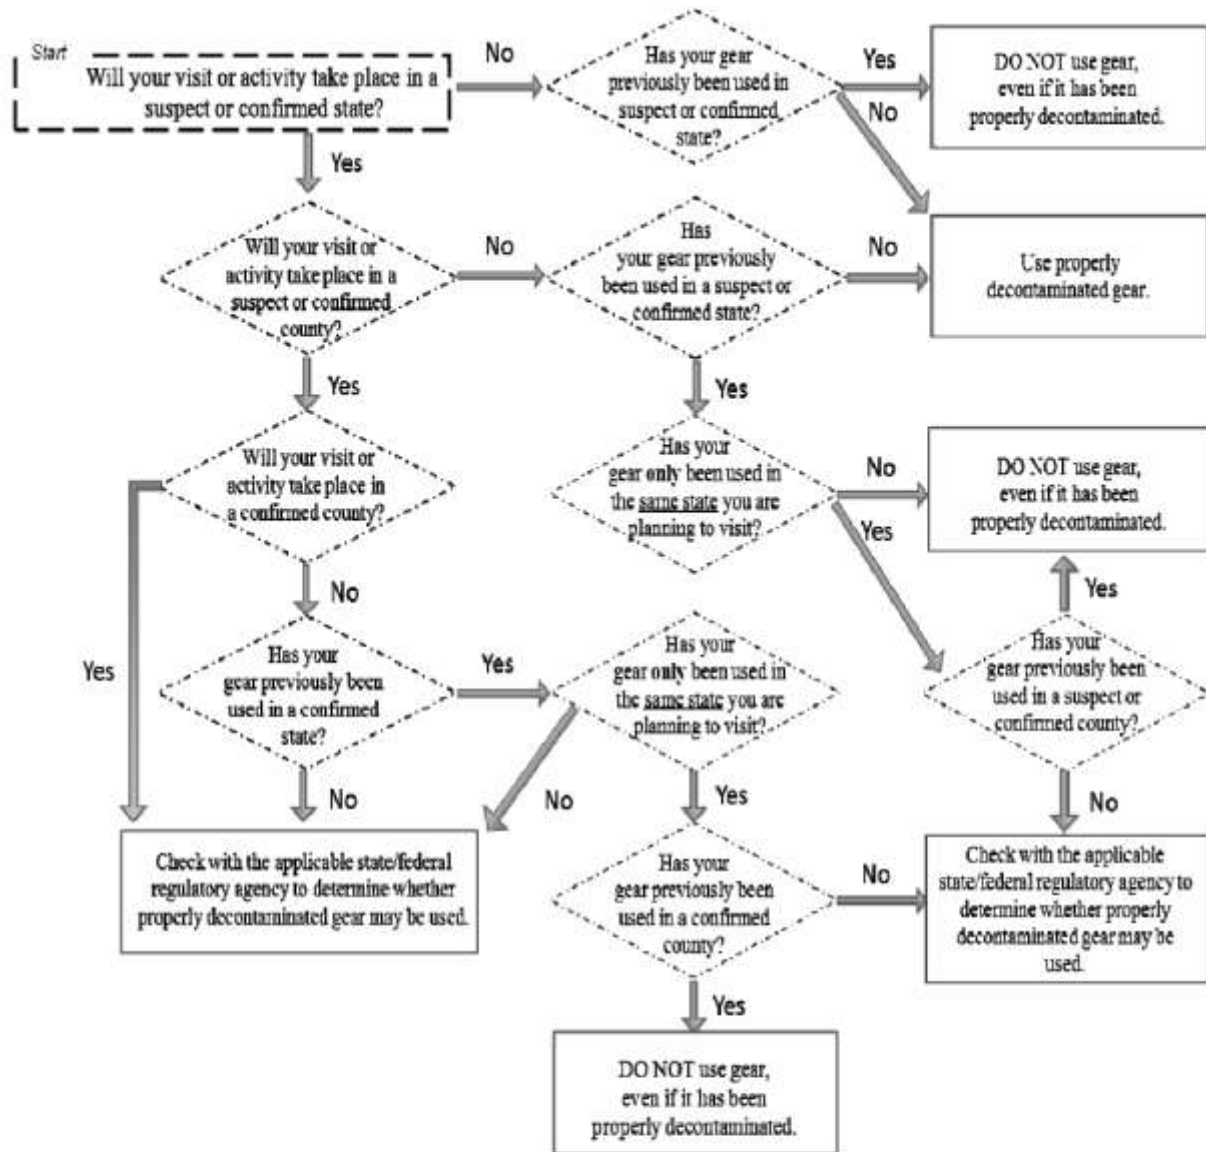 Start
Will your visit or activity take place in a
suspect or confirmed state?
No
Has your gear
previously been used in
suspect or confirmed
state?
Yes
No
DO NOT use gear,
even if it has been
properly decontaminated.
Yes
Will your visit or
activity take place in a
suspect or confirmed
county?
No
Has
your gear previously
been used in a suspect or
confirmed state?
No
Use properly
decontaminated gear.
Yes
Yes
Will your visit or
activity take place in
a confirmed county?
Has your
gear only been used in
the same state you are
planning to visit?
No
Yes
DO NOT use gear,
even if it has been
properly decontaminated.
No
Yes
Yes
Has your
gear previously been
used in a confirmed
state?
Yes
Has your
gear only been used in
the same state you are
planning to visit?
Has your
gear previously been
used in a suspect or
confirmed county?
No
No
Yes
No
Check with the applicable state/federal
regulatory agency to determine whether
properly decontaminated gear may be used.
Has your
gear previously been
used in a confirmed
county?
No
Check with the applicable
state/federal regulatory agency to
determine whether properly
decontaminated gear may be
used.
Yes
DO NOT use gear,
even if it has been
properly decontaminated.